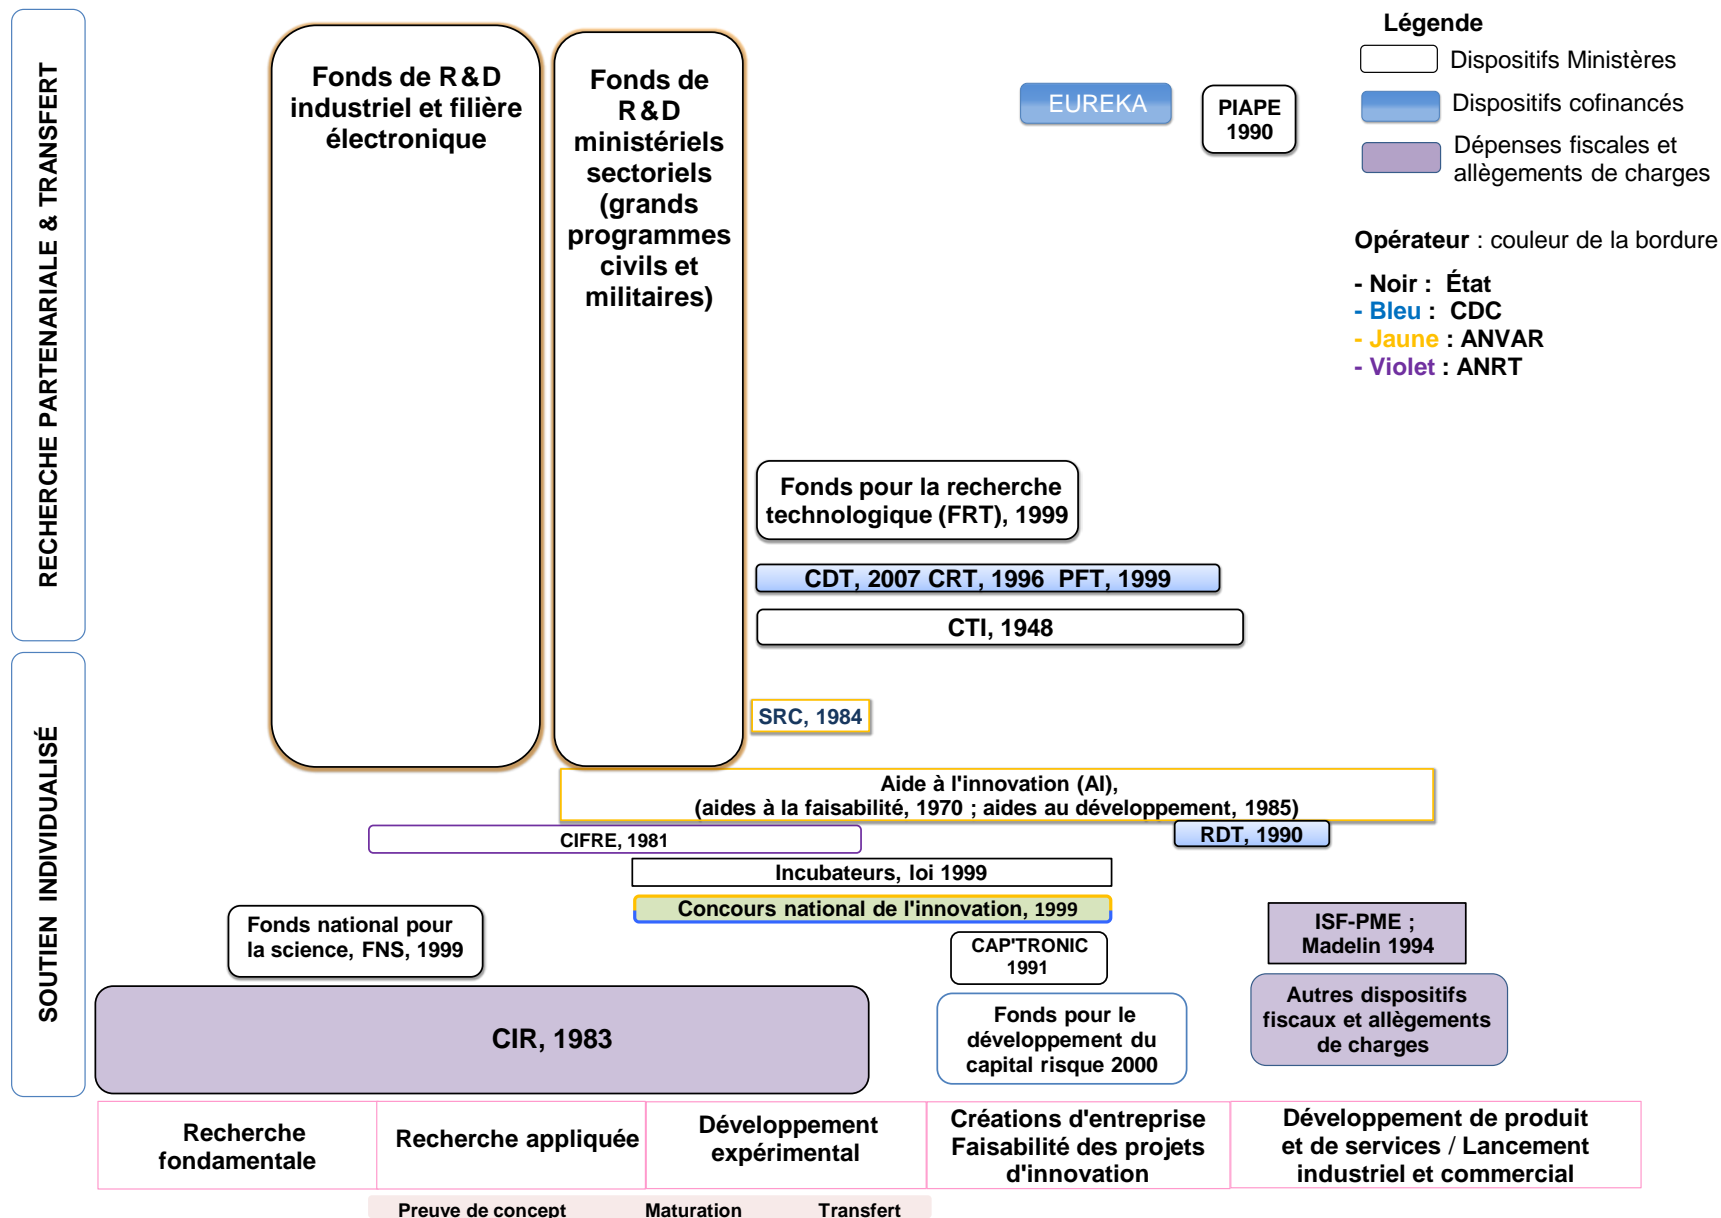 RECHERCHE PARTENARIALE & TRANSFERT
Fonds de R&D
industriel et filière
électronique
Fonds de
R&D
ministériels
sectoriels
(grands
programmes
civils et
militaires)
EUREKA
PIAPE
1990
Légende
Dispositifs Ministères
Dispositifs cofinancés
Dépenses fiscales et
allègements de charges
Opérateur : couleur de la bordure
- Noir : État
- Bleu : CDC
- Jaune : ANVAR
- Violet : ANRT
Fonds pour la recherche
technologique (FRT), 1999
CDT, 2007 CRT, 1996 PFT, 1999
CTI, 1948
SOUTIEN INDIVIDUALISÉ
SRC, 1984
Aide à l'innovation (AI),
(aides à la faisabilité, 1970 ; aides au développement, 1985)
CIFRE, 1981
RDT, 1990
Incubateurs, loi 1999
Concours national de l'innovation, 1999
Fonds national pour
la science, FNS, 1999
CAP'TRONIC
1991
ISF-PME ;
Madelin 1994
CIR, 1983
Fonds pour le
développement du
capital risque 2000
Autres dispositifs
fiscaux et allègements
de charges
Recherche
fondamentale
Recherche appliquée
Développement
expérimental
Créations d'entreprise
Faisabilité des projets
d'innovation
Développement de produit
et de services / Lancement
industriel et commercial
Preuve de concept Maturation Transfert